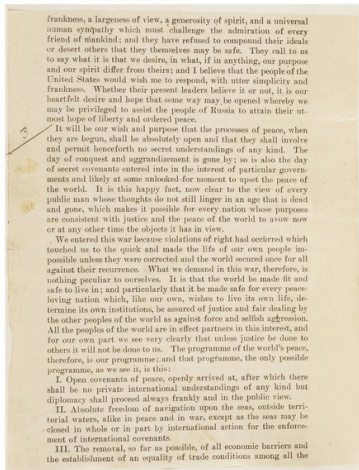 frankness, a largeness of view, a generosity of spirit, and a universal
human sympathy which must challenge the admiration of every
friend of mankind; and they have refused to compound their ideals
or desert others that they themselves may be safe. They call to us
to say what it is that we desire, in what, if in anything, our purpose
and our spirit differ from theirs; and I believe that the people of the
United States would wish me to respond, with utter simplicity and
frankness. Whether their present leaders believe it or not, it is our
heartfelt desire and hope that some way may be opened whereby we
may be privileged to assist the people of Russia to attain their ut-
most hope of liberty and ordered peace.
It will be our wish and purpose that the processes of peace, when
they are begun, shall be absolutely open and that they shall involve
and permit henceforth no secret understandings of any kind. The
day of conquest and aggrandizement is gone by; so is also the day
of secret covenants entered into in the interest of particular govern-
ments and likely at some unlooked-for moment to upset the peace of
the world. It is this happy fact, now clear to the view of every
public man whose thoughts do not still linger in an age that is dead
and gone, which makes it possible for every nation whose purposes
are consistent with justice and the peace of the world to avow now
or at any other time the objects it has in view.
We entered this war because violations of right had occurred which
touched us to the quick and made the life of our own people im-
possible unless they were corrected and the world secured once for all
against their recurrence. What we demand in this war, therefore, is
nothing peculiar to ourselves. It is that the world be made fit and
safe to live in; and particularly that it be made safe for every peace-
loving nation which, like our own, wishes to live its own life, de-
termine its own institutions, be assured of justice and fair dealing by
the other peoples of the world as against force and selfish aggression.
All the peoples of the world are in effect partners in this interest, and
for our own part we see very clearly that unless justice be done to
others it will not be done to us. The programme of the world's peace,
therefore, is our programme; and that programme, the only possible
programme, as we see it, is this:
I. Open covenants of peace, openly arrived at, after which there
shall be no private international understandings of any kind but
diplomacy shall proceed always frankly and in the public view.
II. Absolute freedom of navigation upon the seas, outside terri-
torial waters, alike in peace and in war, except as the seas may be
closed in whole or in part by international action for the enforce-
ment of international covenants.
III. The removal, so far as possible, of all economic barriers and
the establishment of an equality of trade conditions among all the